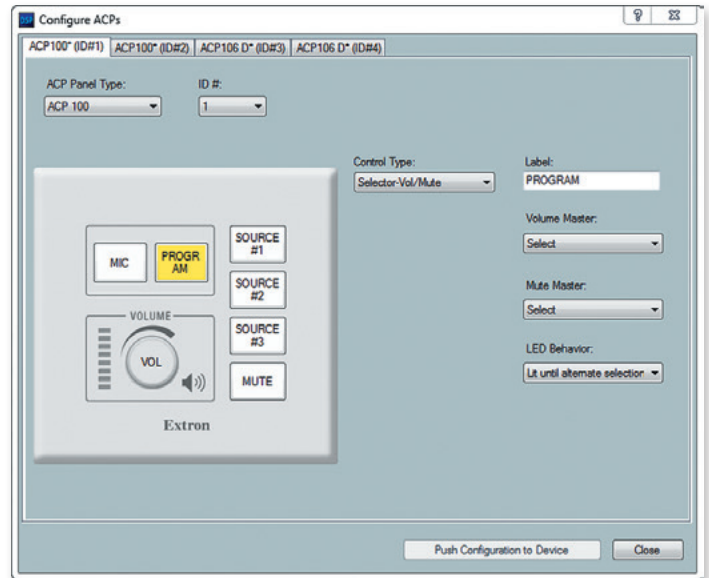 DSP Configure ACPs
ACP100* (ID#1) ACP100* (ID#2) ACP106 D* (ID#3) ACP106 D* (ID#4)
ACP Panel Type: ID #:
ACP 100 1
Control Type: Label:
Selector-Vol/Mute PROGRAM
Volume Master:
Select
Mute Master:
Select
LED Behavior:
Lit until alternate selection
MIC
PROGR
AM
SOURCE
#1
SOURCE
#2
SOURCE
#3
MUTE
VOLUME
VOL
Extron
Push Configuration to Device Close